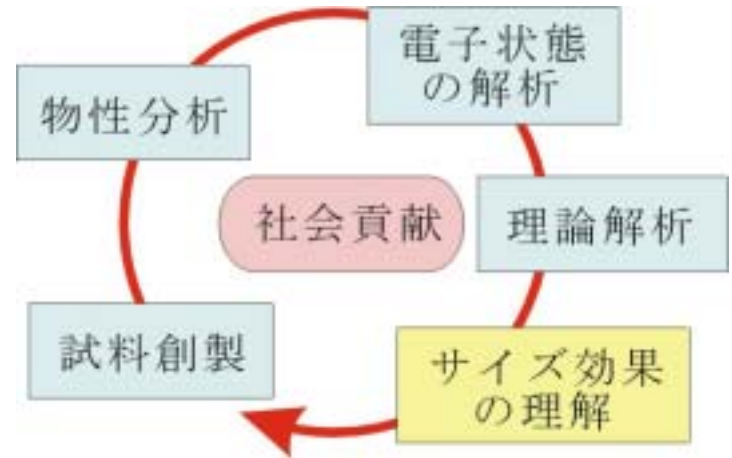 電子状態
の解析
物性分析
社会貢献
理論解析
試料創製
サイズ効果
の理解